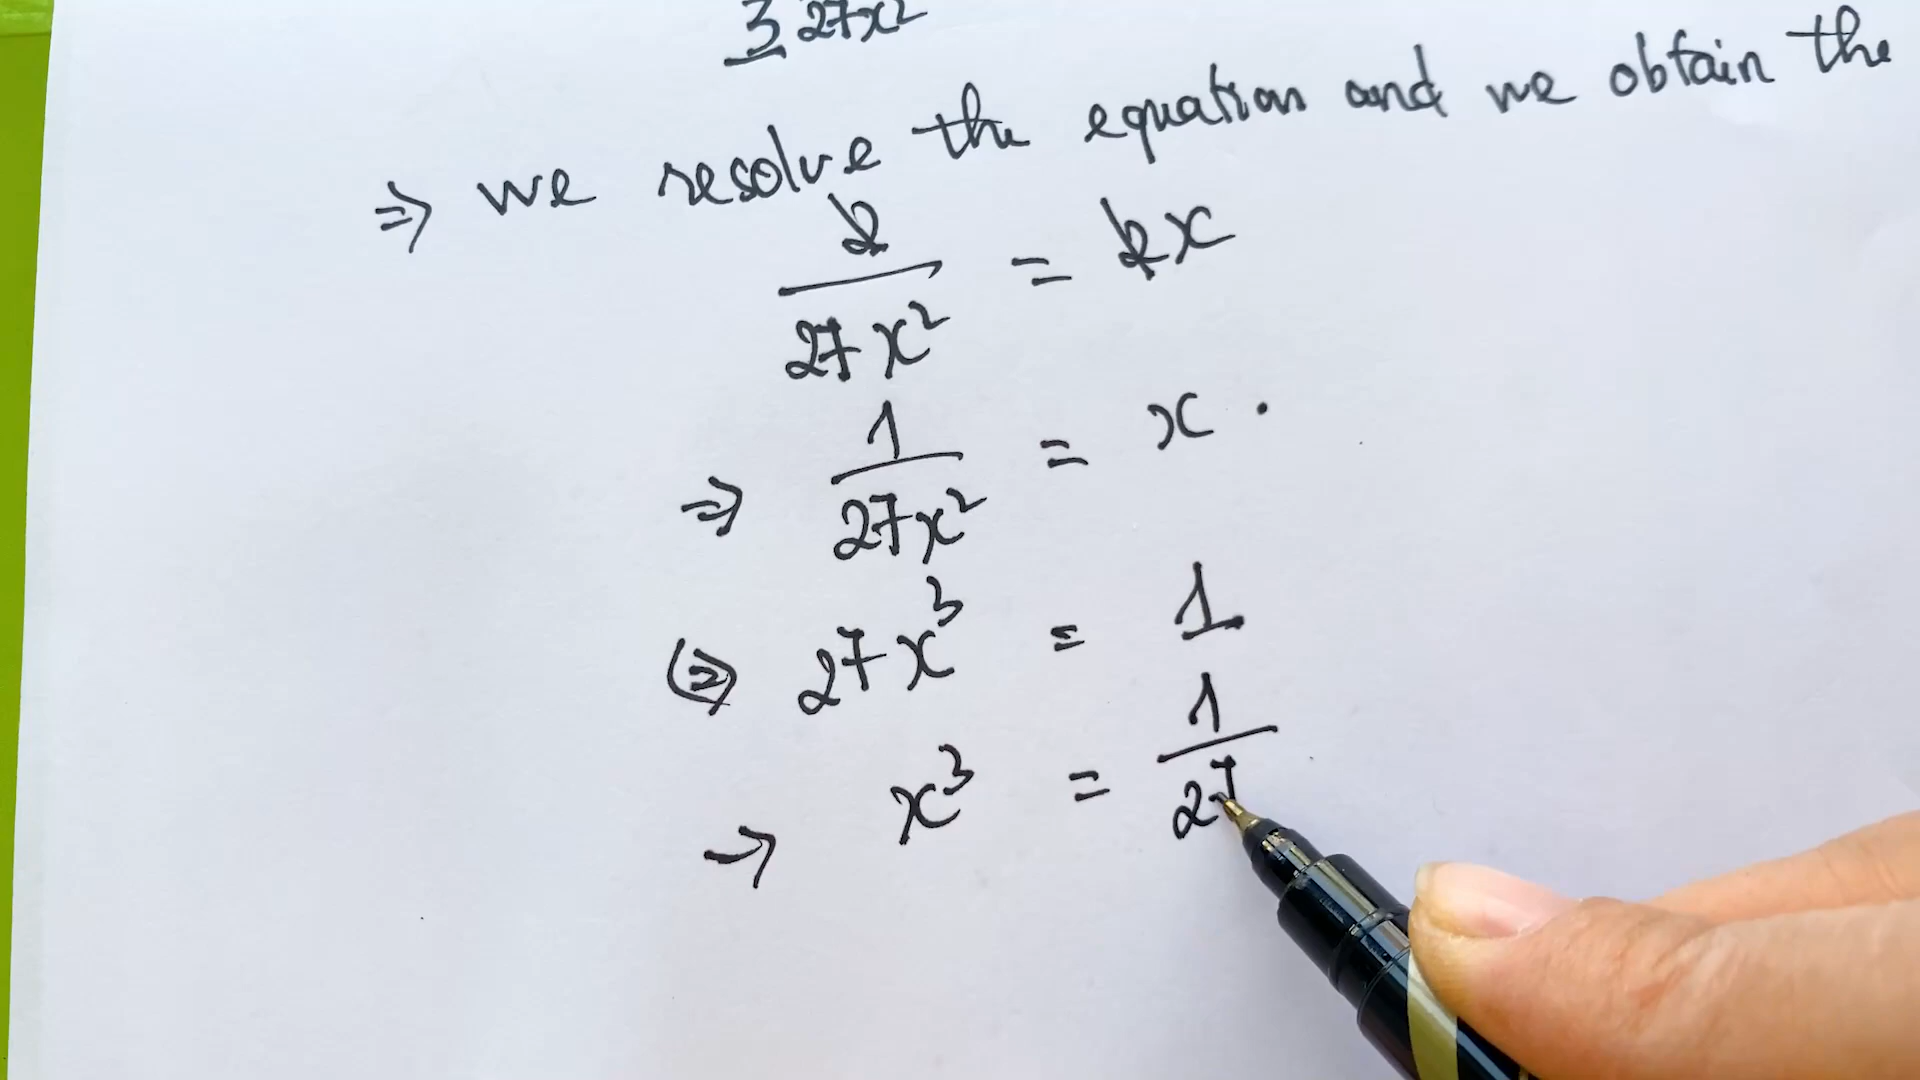 3 27x²
⇒ we resolve the equation and we obtain the
2 / 27x² = 2x
⇒ 1 / 27x² = x .
⇔ 27x³ = 1
→ x³ = 1 / 27